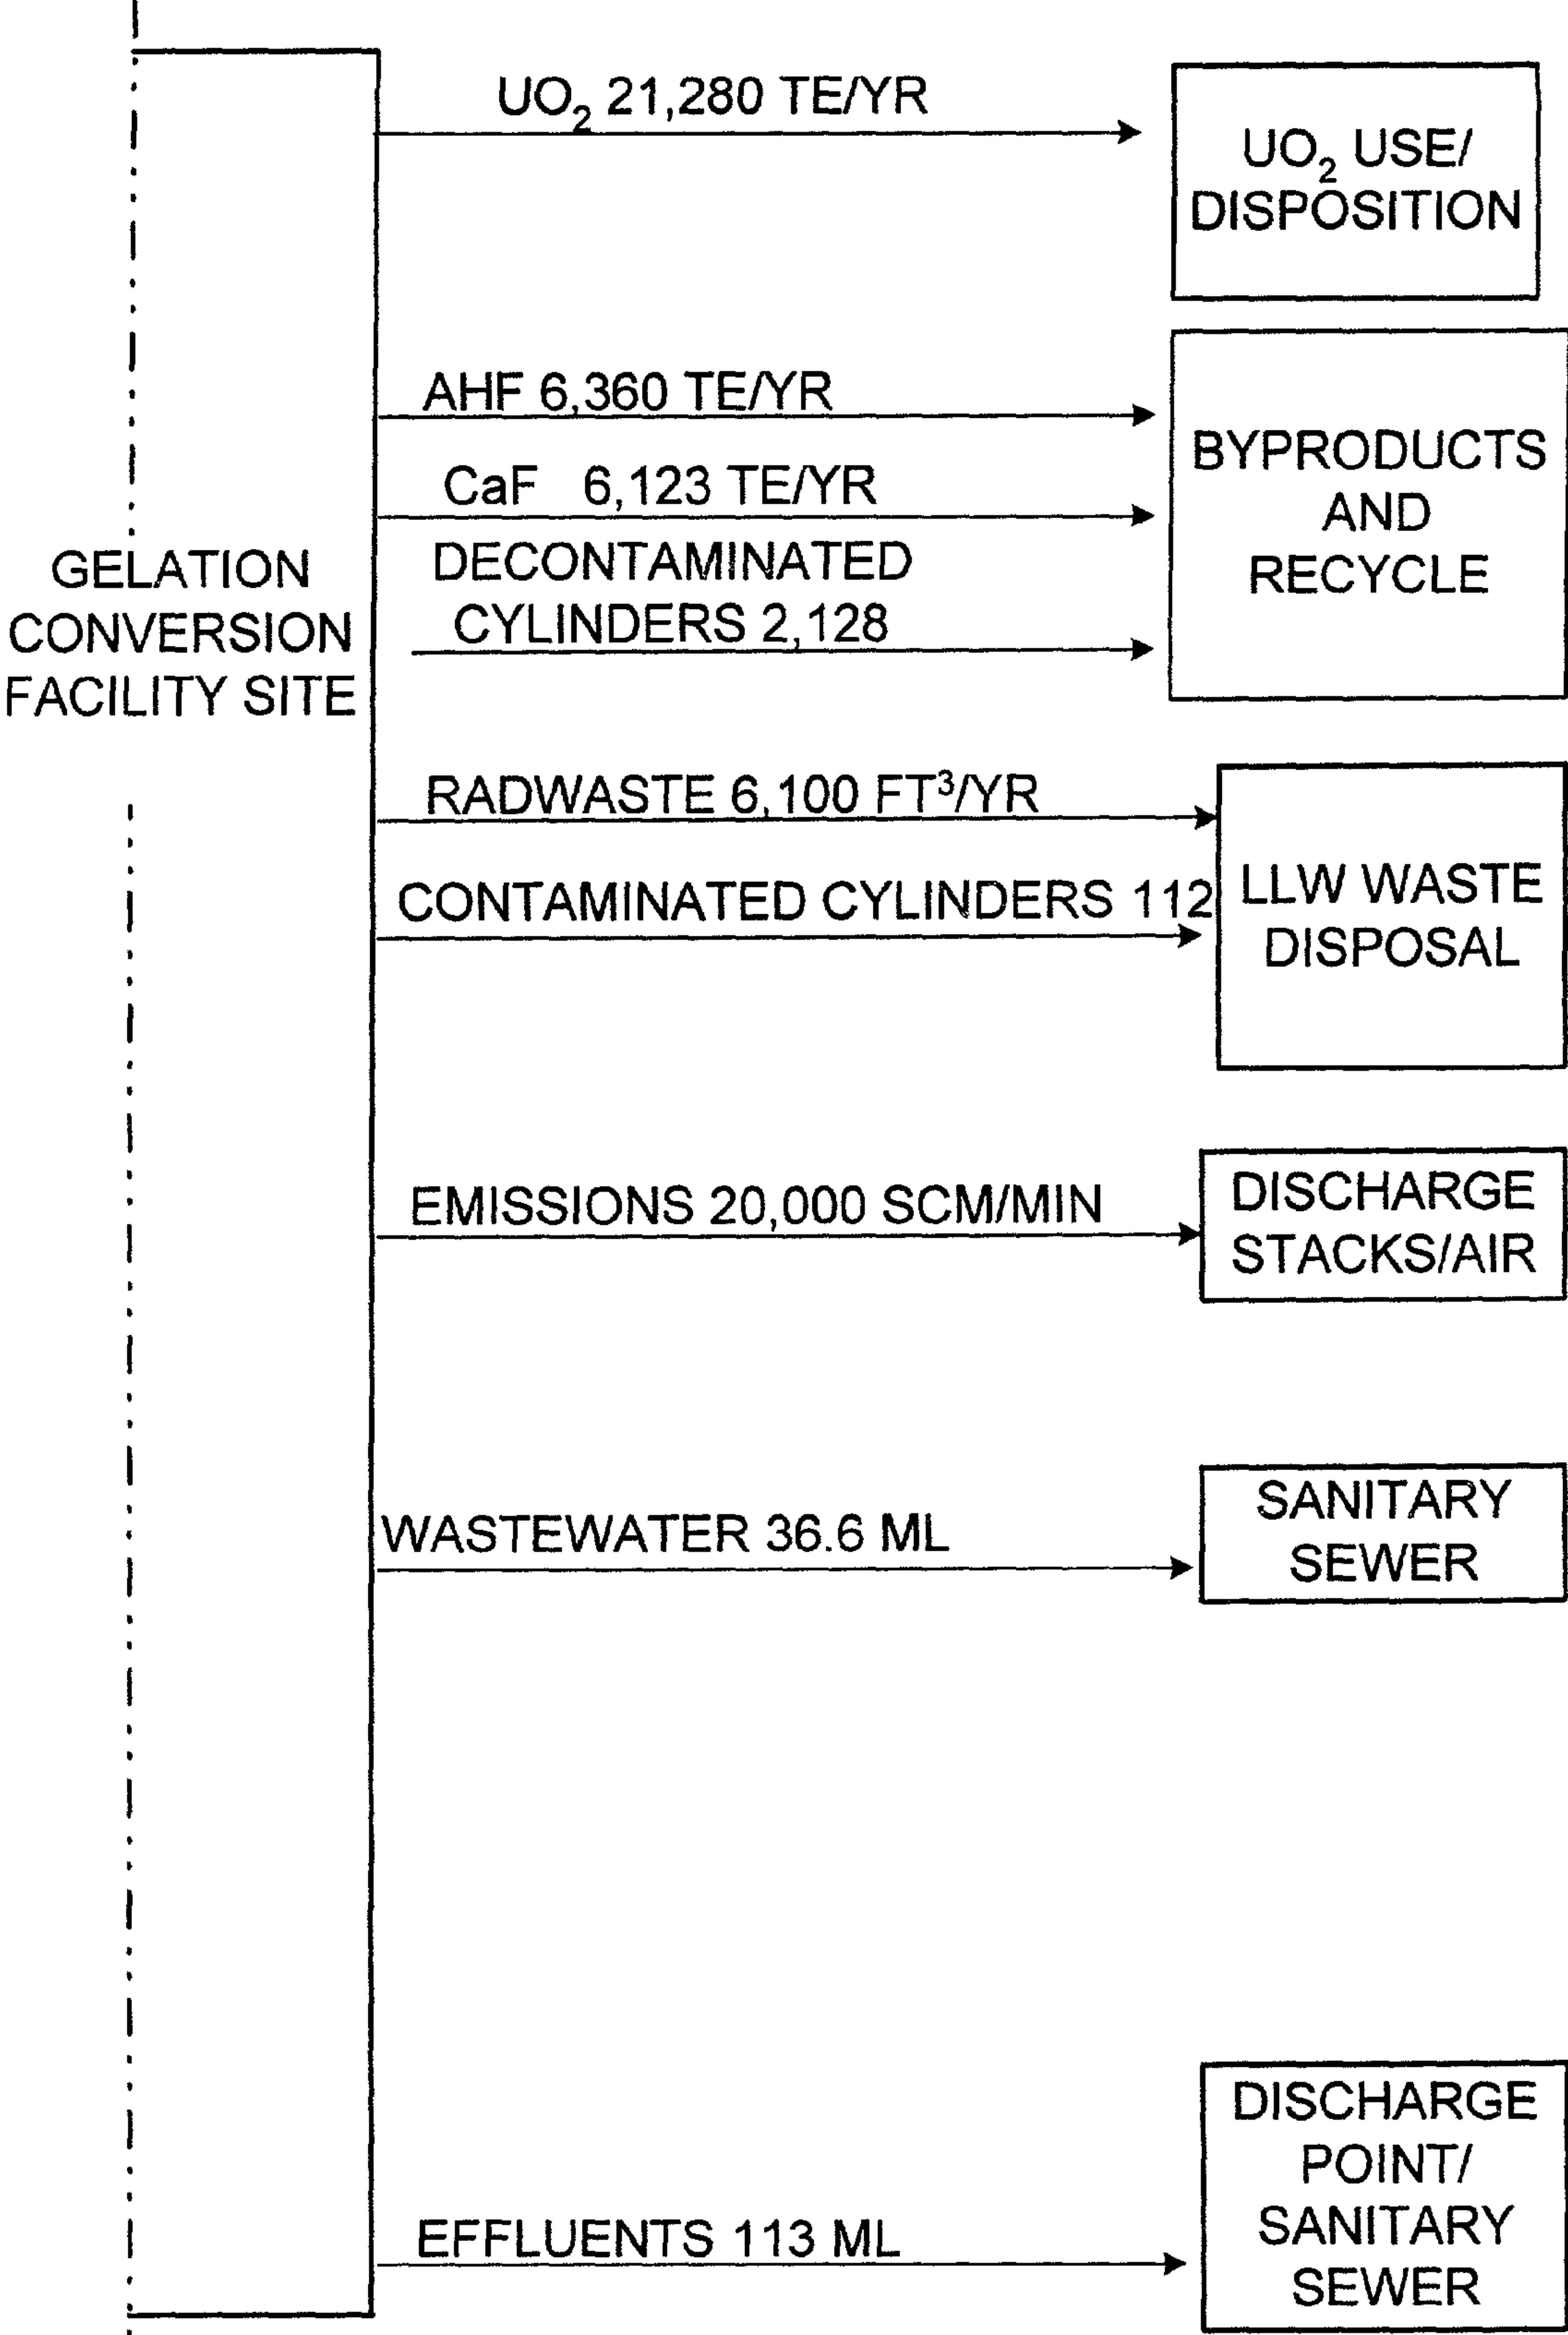 UO₂ 21,280 TE/YR
UO₂ USE/
DISPOSITION
AHF 6,360 TE/YR
CaF 6,123 TE/YR
DECONTAMINATED
CYLINDERS 2,128
BYPRODUCTS
AND
RECYCLE
GELATION
CONVERSION
FACILITY SITE
RADWASTE 6,100 FT³/YR
CONTAMINATED CYLINDERS 112
LLW WASTE
DISPOSAL
EMISSIONS 20,000 SCM/MIN
DISCHARGE
STACKS/AIR
WASTEWATER 36.6 ML
SANITARY
SEWER
EFFLUENTS 113 ML
DISCHARGE
POINT/
SANITARY
SEWER